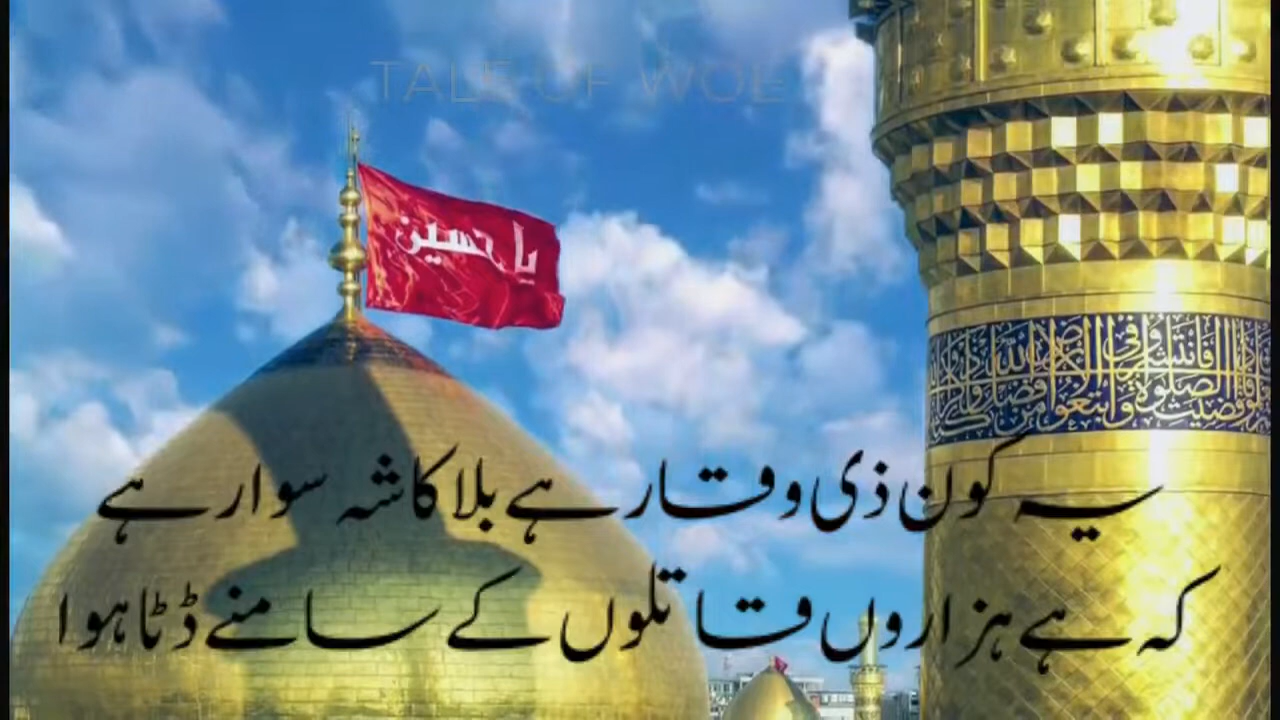 TALE OF WOE
یا حسین
یہ کون ذی وقار ہے بلا کا شہ سوار ہے
کہ ہے ہزاروں قاتلوں کے سامنے ڈٹا ہوا